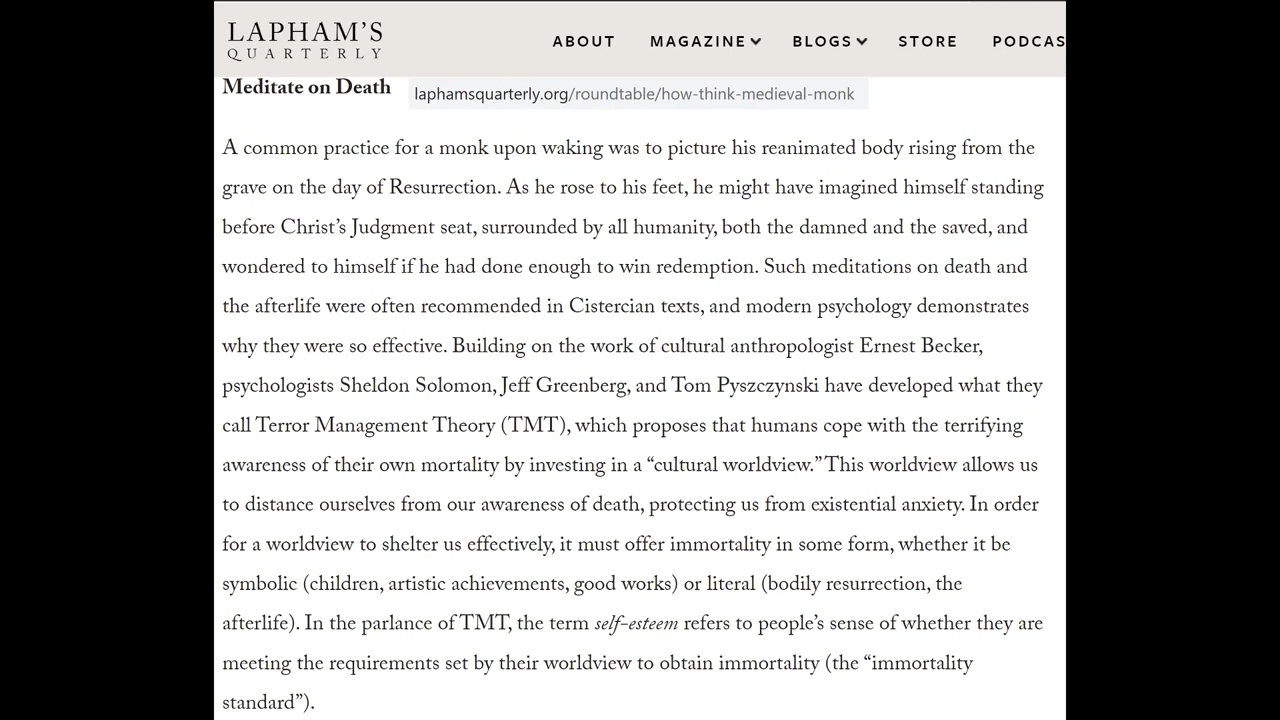 LAPHAM’S
QUARTERLY
ABOUT MAGAZINE BLOGS STORE PODCAS
Meditate on Death
laphamsquarterly.org/roundtable/how-think-medieval-monk
A common practice for a monk upon waking was to picture his reanimated body rising from the
grave on the day of Resurrection. As he rose to his feet, he might have imagined himself standing
before Christ’s Judgment seat, surrounded by all humanity, both the damned and the saved, and
wondered to himself if he had done enough to win redemption. Such meditations on death and
the afterlife were often recommended in Cistercian texts, and modern psychology demonstrates
why they were so effective. Building on the work of cultural anthropologist Ernest Becker,
psychologists Sheldon Solomon, Jeff Greenberg, and Tom Pyszczynski have developed what they
call Terror Management Theory (TMT), which proposes that humans cope with the terrifying
awareness of their own mortality by investing in a “cultural worldview.” This worldview allows us
to distance ourselves from our awareness of death, protecting us from existential anxiety. In order
for a worldview to shelter us effectively, it must offer immortality in some form, whether it be
symbolic (children, artistic achievements, good works) or literal (bodily resurrection, the
afterlife). In the parlance of TMT, the term self-esteem refers to people’s sense of whether they are
meeting the requirements set by their worldview to obtain immortality (the “immortality
standard”).